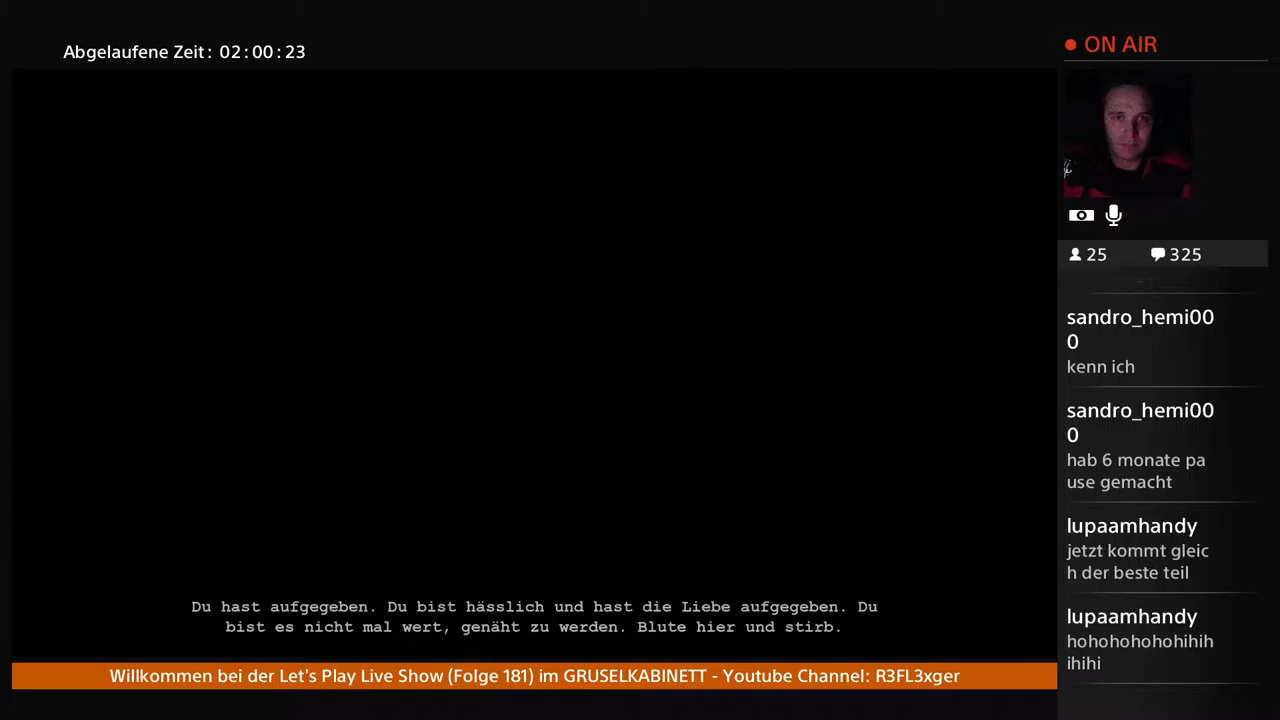 Abgelaufene Zeit: 02:00:23
ON AIR
25 325
sandro_hemi00
0
kenn ich
sandro_hemi00
0
hab 6 monate pa
use gemacht
lupaamhandy
jetzt kommt gleic
h der beste teil
lupaamhandy
hohohohohohihih
ihihi
Du hast aufgegeben. Du bist hässlich und hast die Liebe aufgegeben. Du
bist es nicht mal wert, genäht zu werden. Blute hier und stirb.
Willkommen bei der Let's Play Live Show (Folge 181) im GRUSELKABINETT - Youtube Channel: R3FL3xger